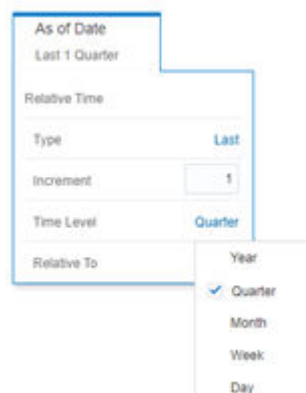 As of Date
Last 1 Quarter
Relative Time
Type Last
Increment 1
Time Level Quarter
Relative To
Year
Quarter
Month
Week
Day